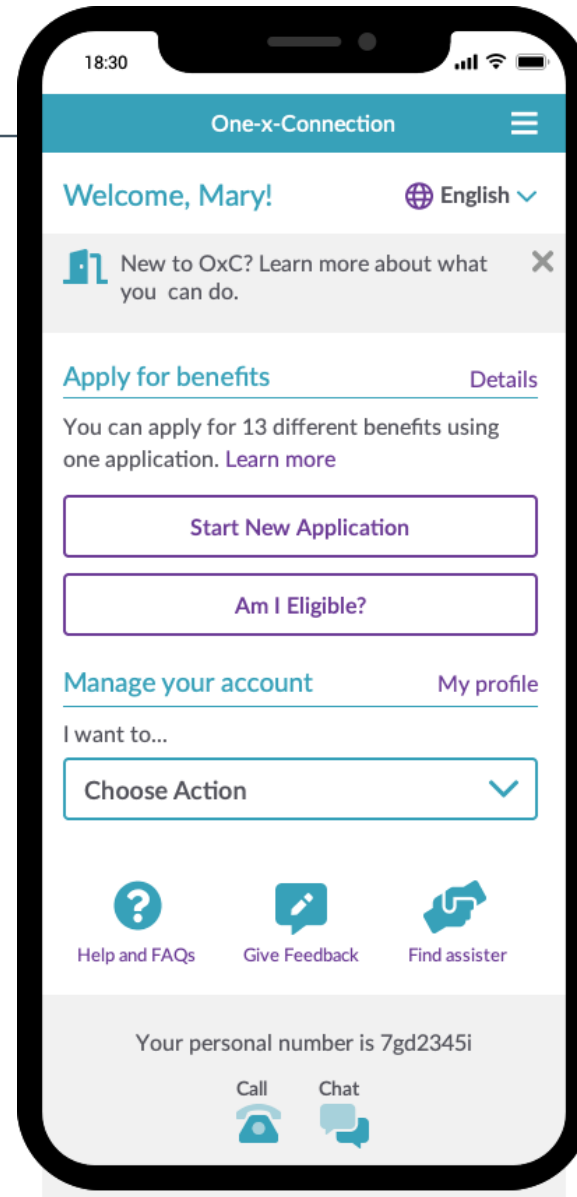 18:30
One-x-Connection
Welcome, Mary!
English
New to OxC? Learn more about what
you can do.
Apply for benefits
Details
You can apply for 13 different benefits using
one application. Learn more
Start New Application
Am I Eligible?
Manage your account
My profile
I want to...
Choose Action
Help and FAQs
Give Feedback
Find assister
Your personal number is 7gd2345i
Call
Chat